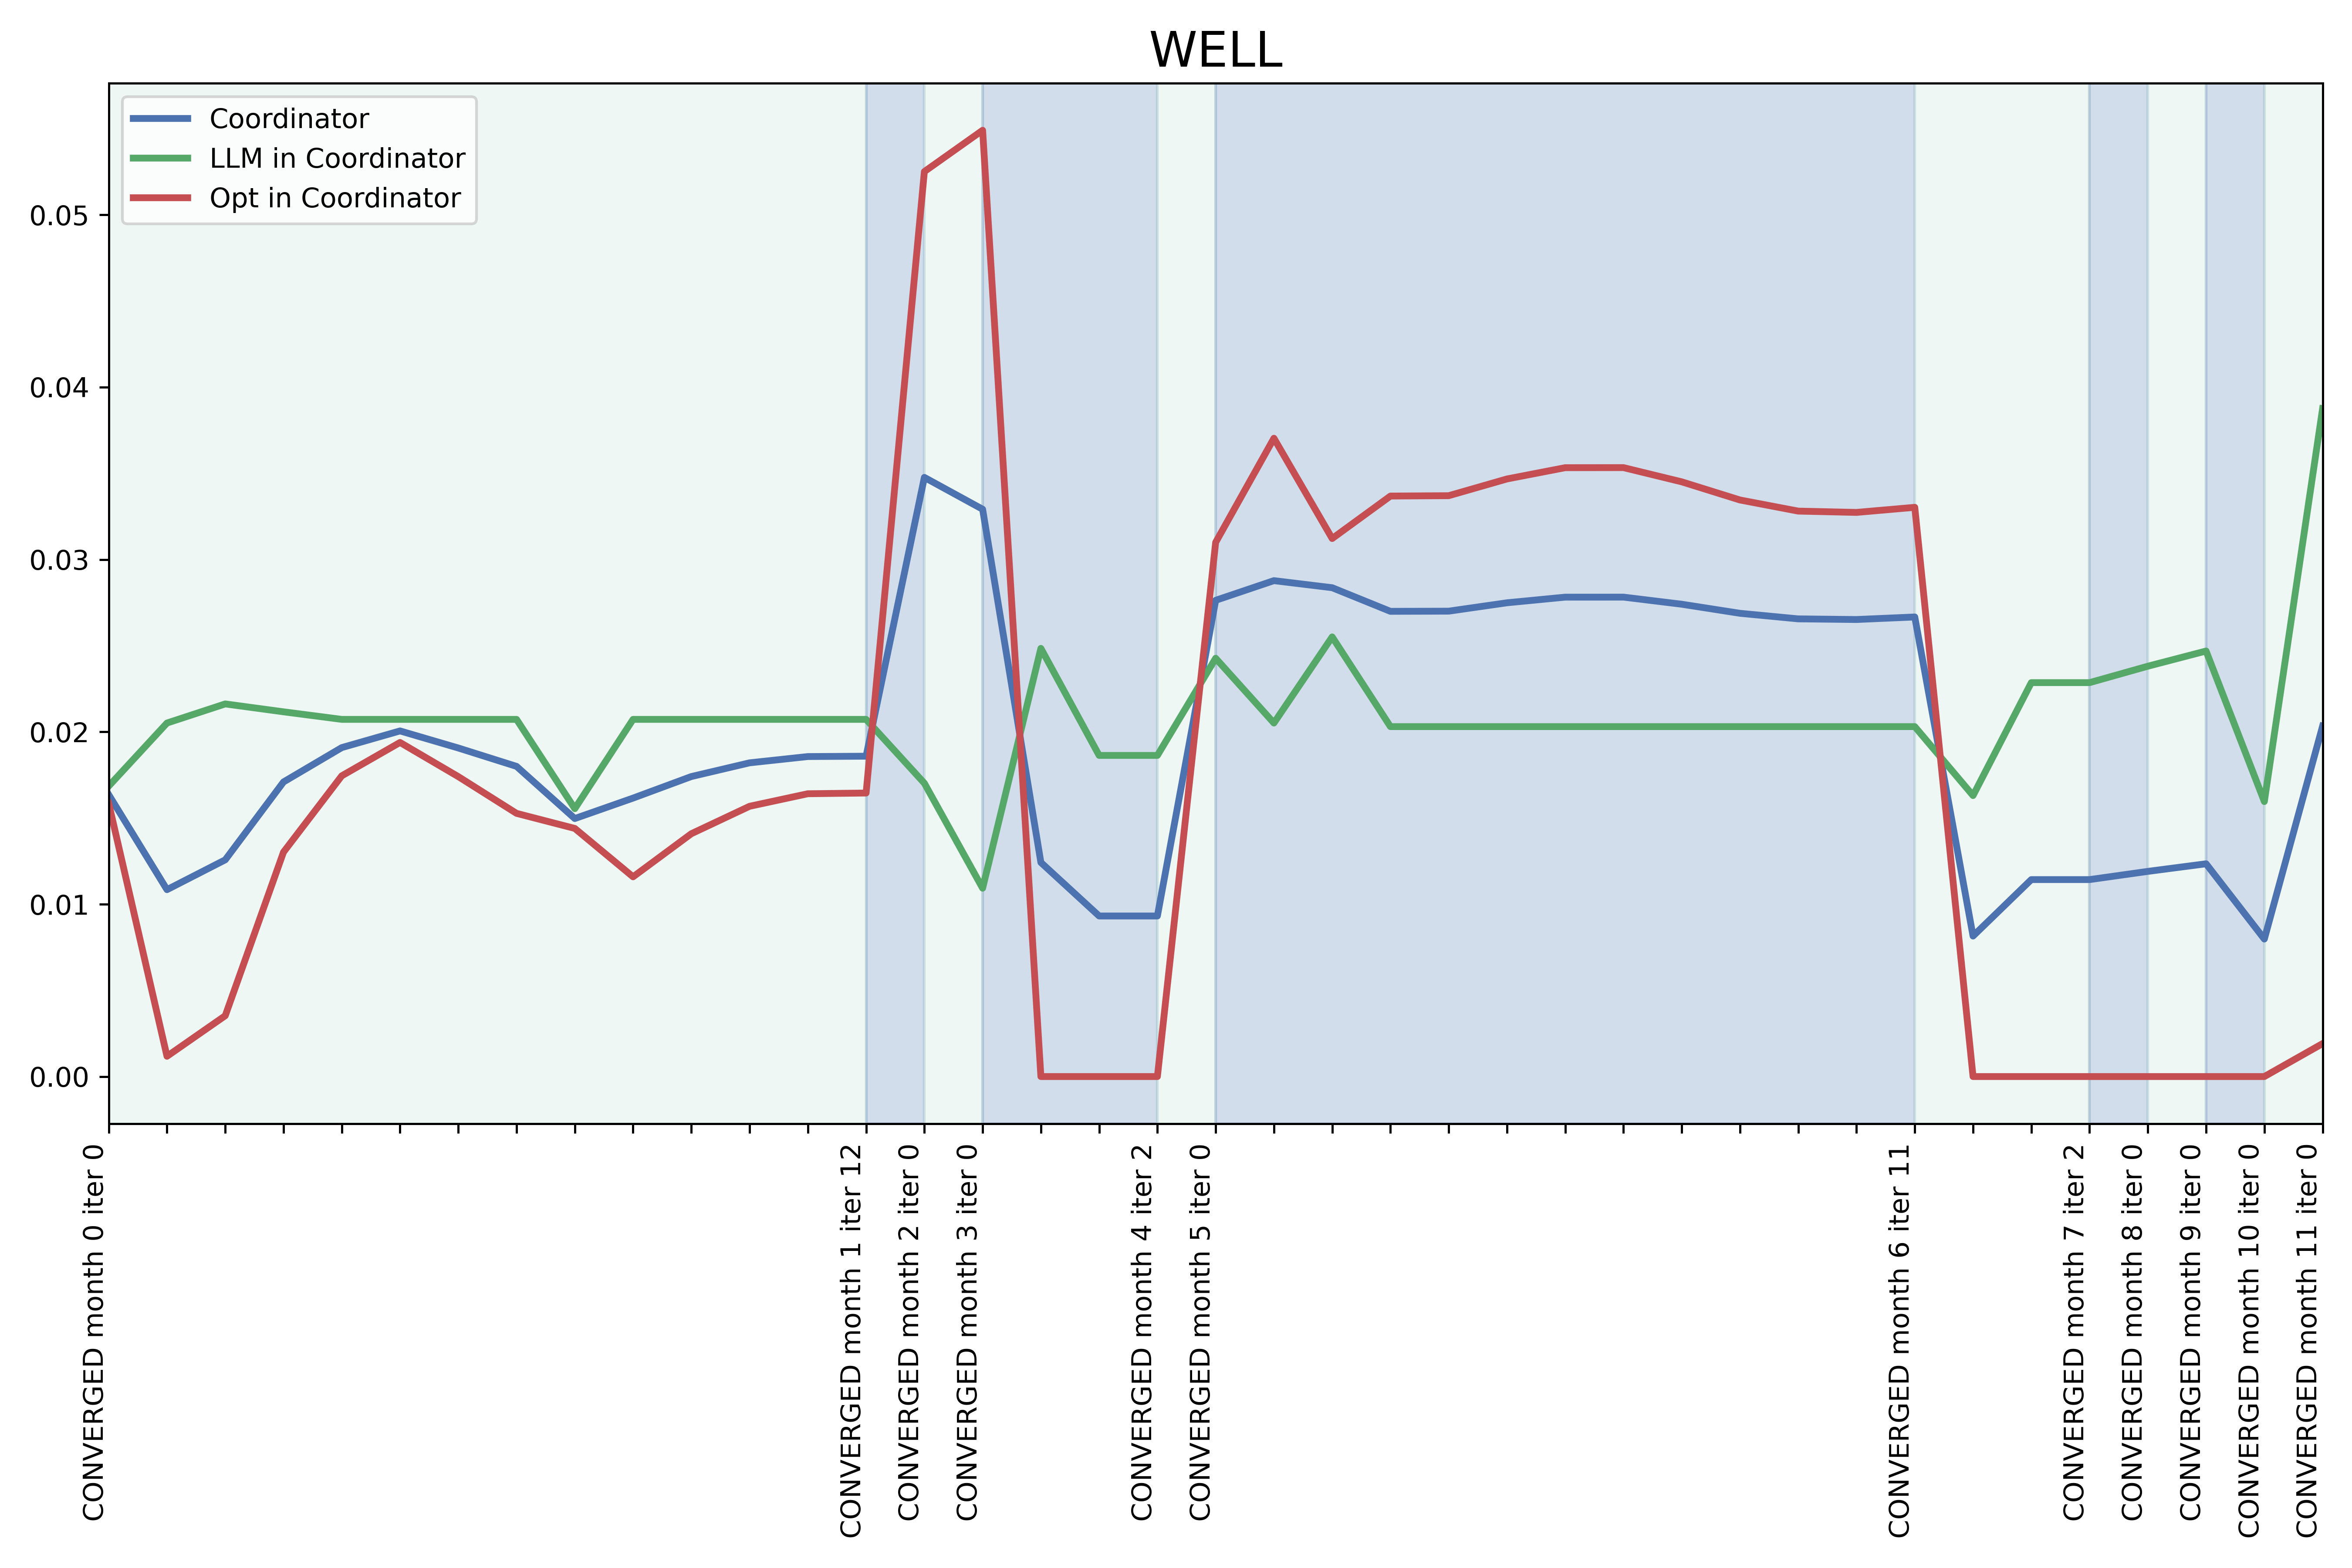 WELL
Coordinator
LLM in Coordinator
Opt in Coordinator
0.05
0.04
0.03
0.02
0.01
0.00
CONVERGED month 0 iter 0
CONVERGED month 1 iter 12
CONVERGED month 2 iter 0
CONVERGED month 3 iter 0
CONVERGED month 4 iter 2
CONVERGED month 5 iter 0
CONVERGED month 6 iter 11
CONVERGED month 7 iter 2
CONVERGED month 8 iter 0
CONVERGED month 9 iter 0
CONVERGED month 10 iter 0
CONVERGED month 11 iter 0